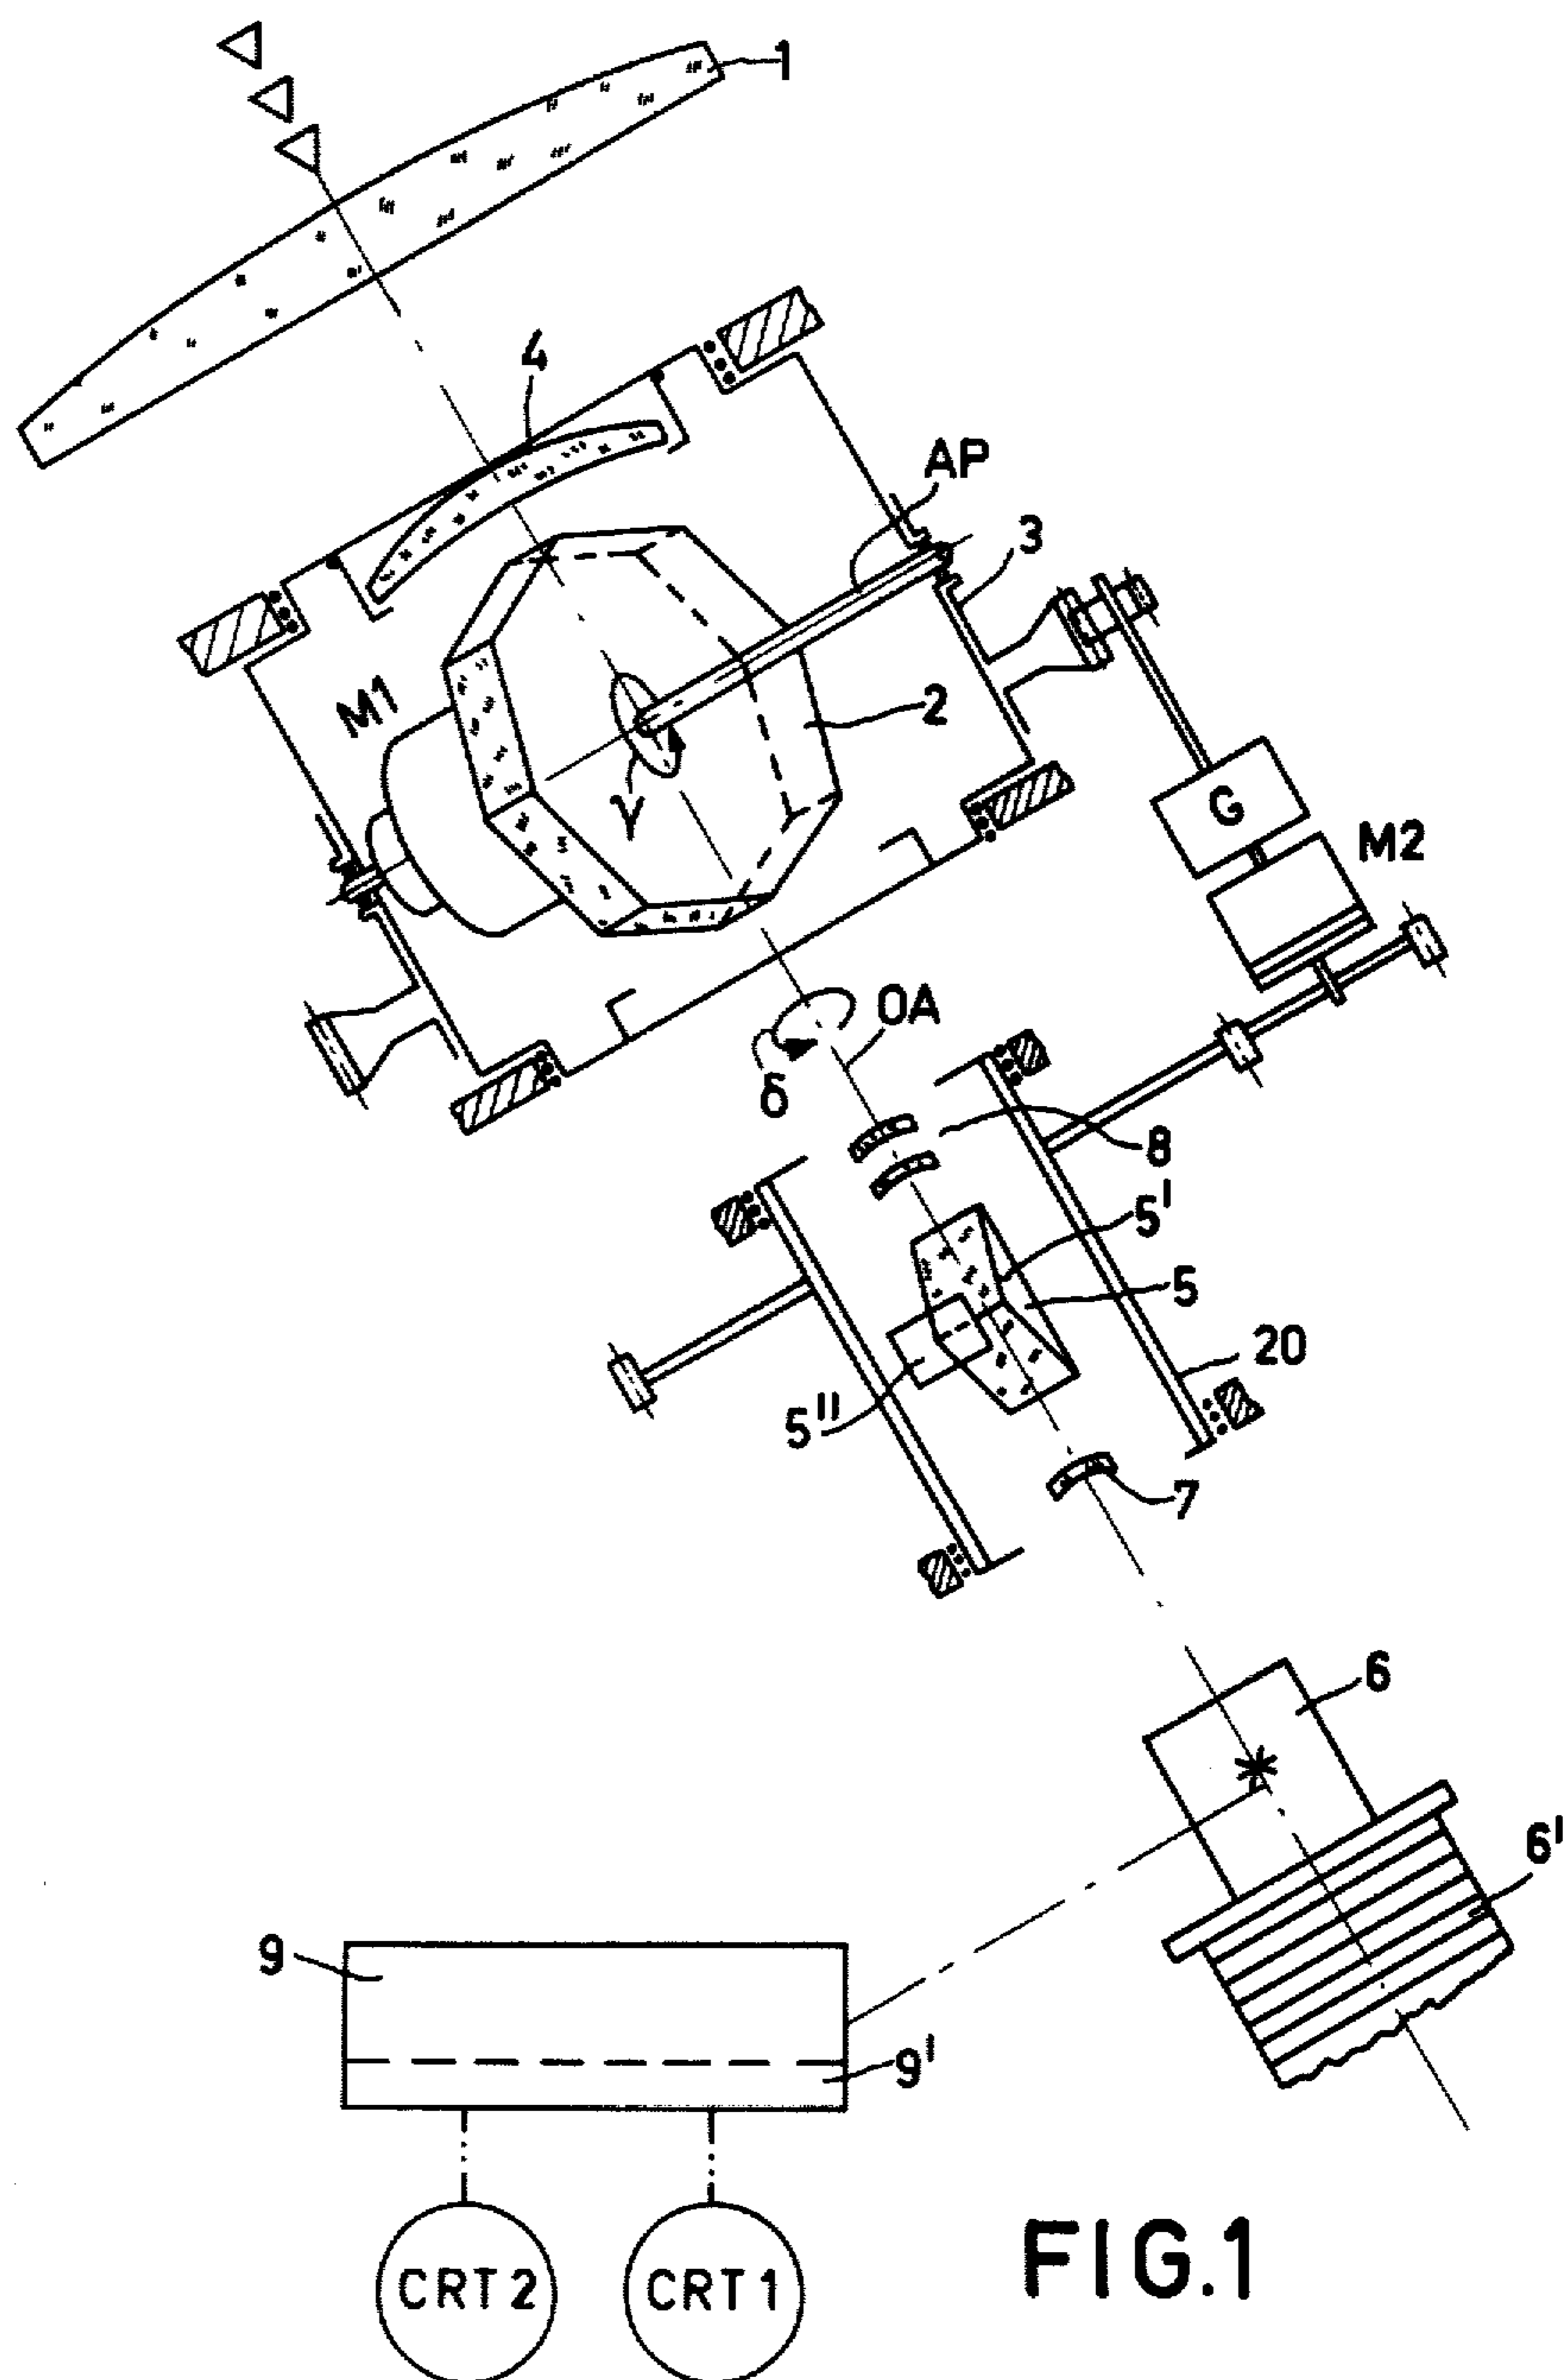 1
4
AP
3
M1
2
γ
G
M2
OA
δ
8
5'
5
20
5"
7
6
6'
9
9'
CRT 2
CRT 1
FIG.1